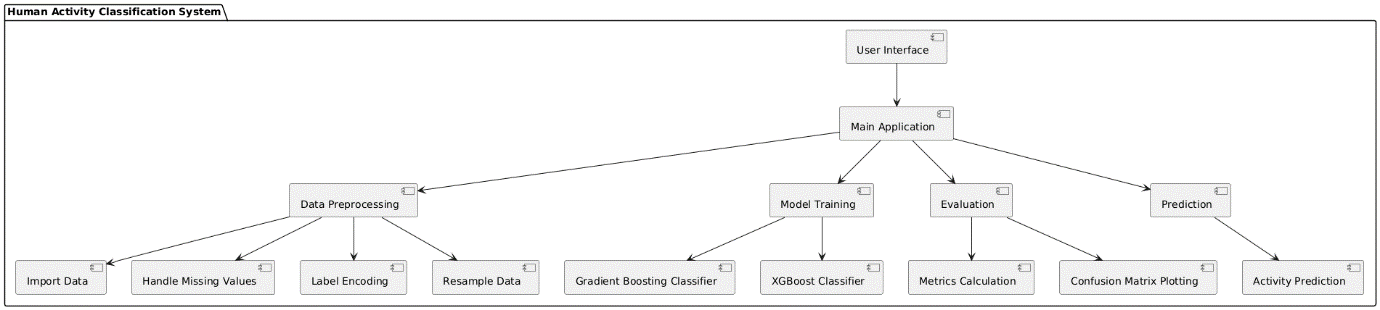 Human Activity Classification System
User Interface
Main Application
Data Preprocessing
Model Training
Evaluation
Prediction
Import Data
Handle Missing Values
Label Encoding
Resample Data
Gradient Boosting Classifier
XGBoost Classifier
Metrics Calculation
Confusion Matrix Plotting
Activity Prediction